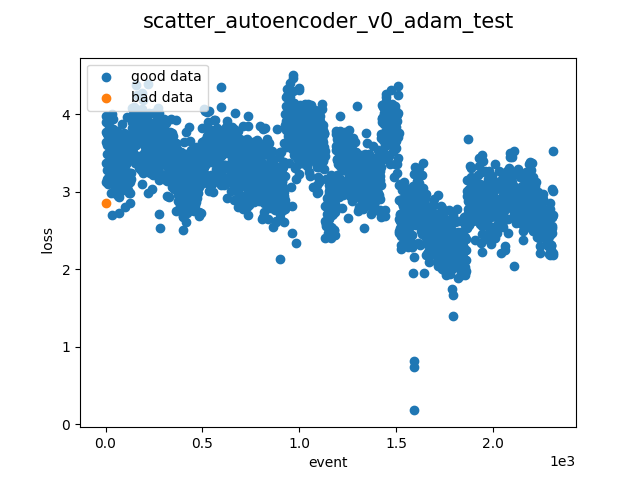 scatter_autoencoder_v0_adam_test
good data
bad data
4
3
2
1
0
loss
0.0 0.5 1.0 1.5 2.0
event
1e3